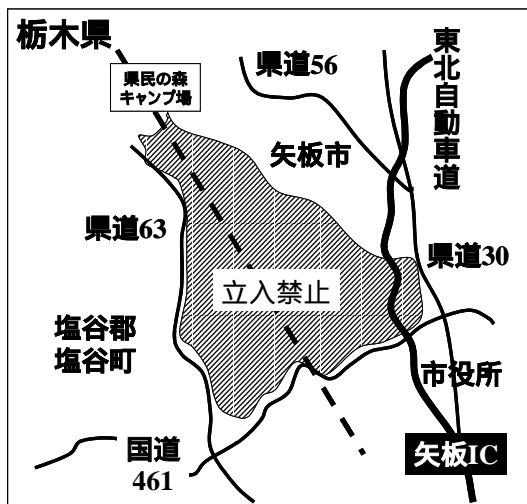 栃木県
県民の森
キャンプ場
県道56
東北自動車道
矢板市
県道63
県道30
立入禁止
塩谷郡
塩谷町
市役所
国道
461
矢板IC